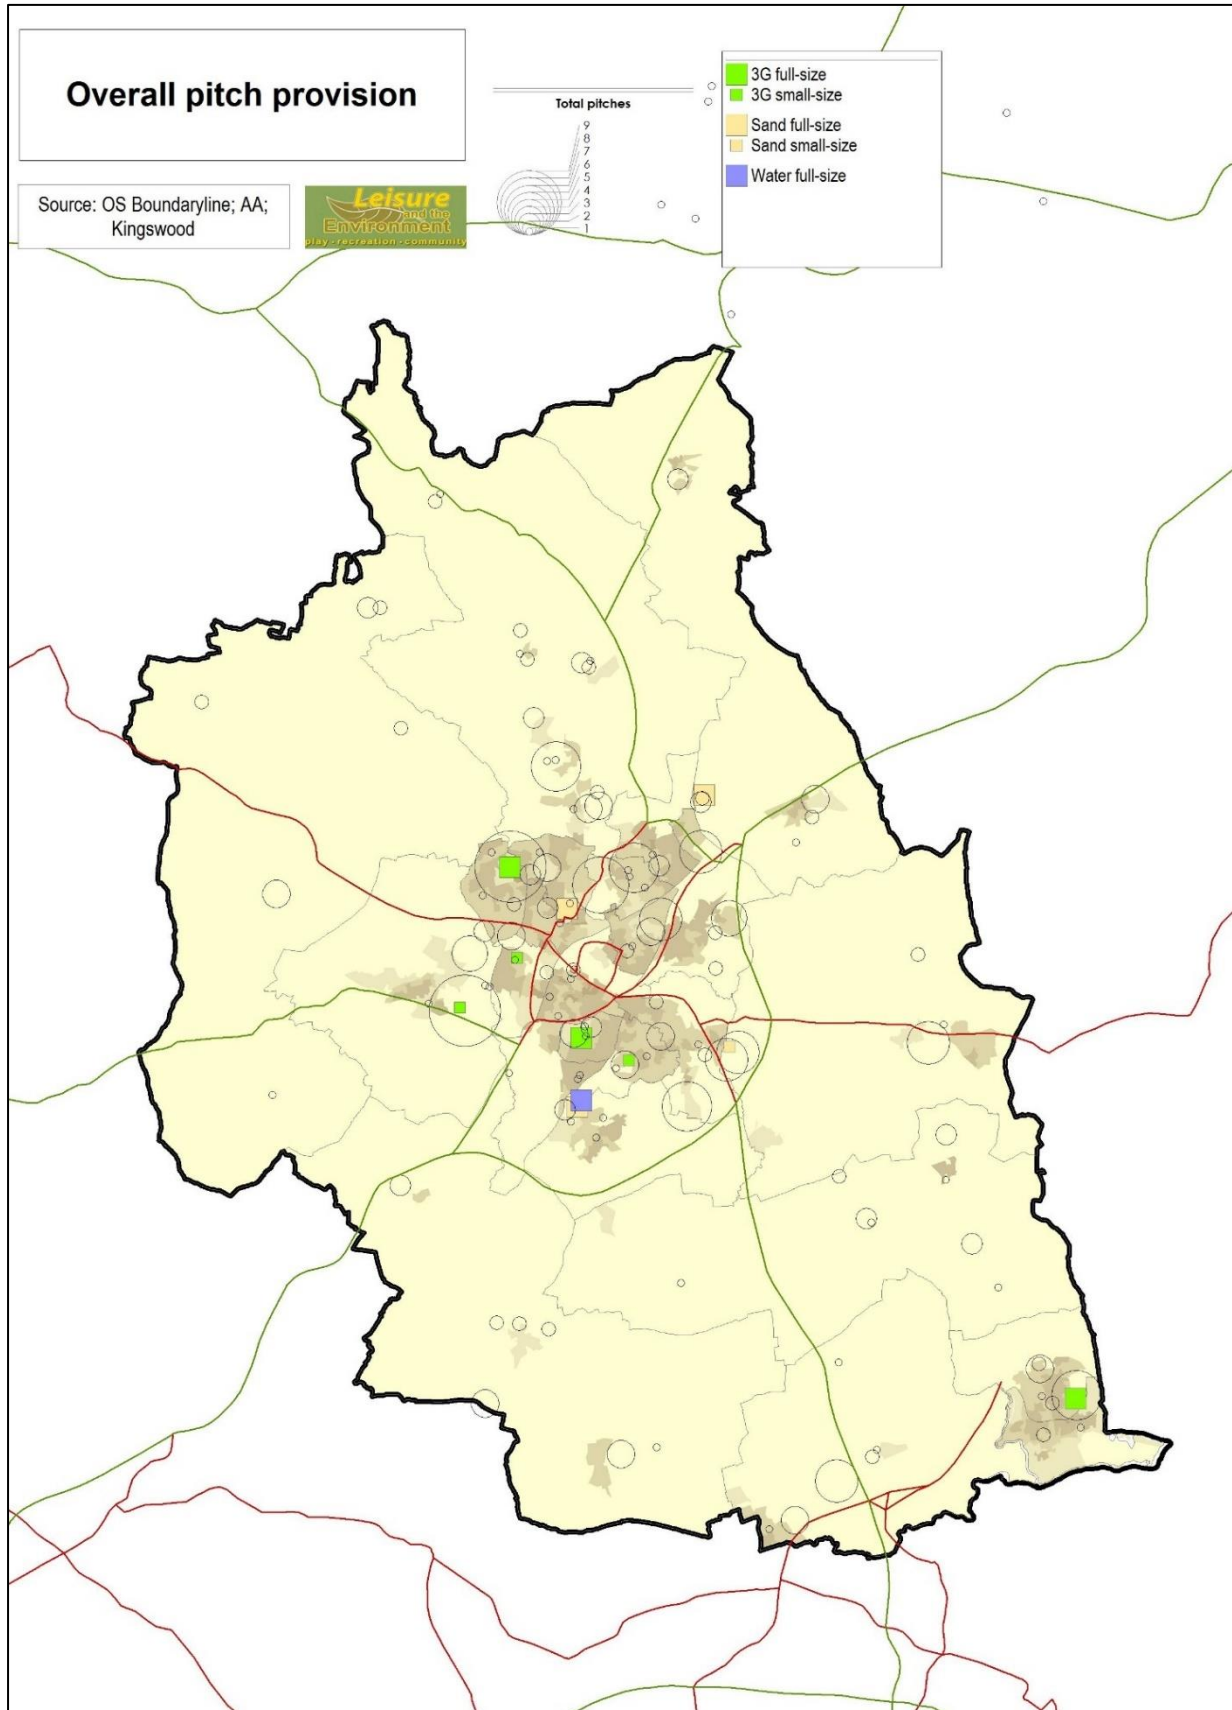 Overall pitch provision
Source: OS Boundaryline; AA;
Kingswood
Leisure
and the
Environment
play - recreation - community
Total pitches
9
8
7
6
5
4
3
2
1
3G full-size
3G small-size
Sand full-size
Sand small-size
Water full-size